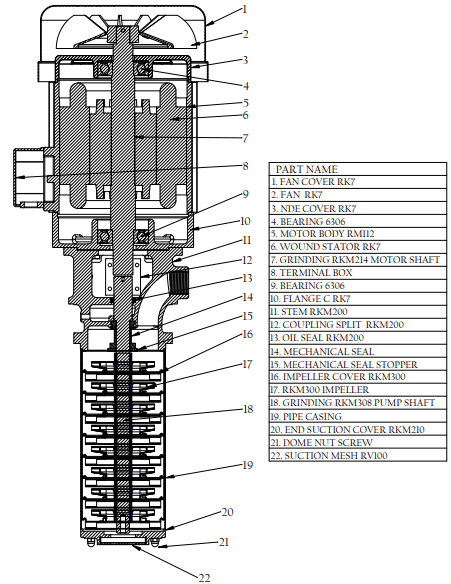 1
2
3
4
5
6
7
8
9
10
11
12
13
14
15
16
17
18
19
20
21
22
PART NAME
1. FAN COVER RK7
2. FAN RK7
3. NDE COVER RK7
4. BEARING 6306
5. MOTOR BODY RM112
6. WOUND STATOR RK7
7. GRINDING RKM214 MOTOR SHAFT
8. TERMINAL BOX
9. BEARING 6306
10. FLANGE C RK7
11. STEM RKM200
12. COUPLING SPLIT RKM200
13. OIL SEAL RKM200
14. MECHANICAL SEAL
15. MECHANICAL SEAL STOPPER
16. IMPELLER COVER RKM300
17. RKM300 IMPELLER
18. GRINDING RKM308 PUMP SHAFT
19. PIPE CASING
20. END SUCTION COVER RKM210
21. DOME NUT SCREW
22. SUCTION MESH RV100